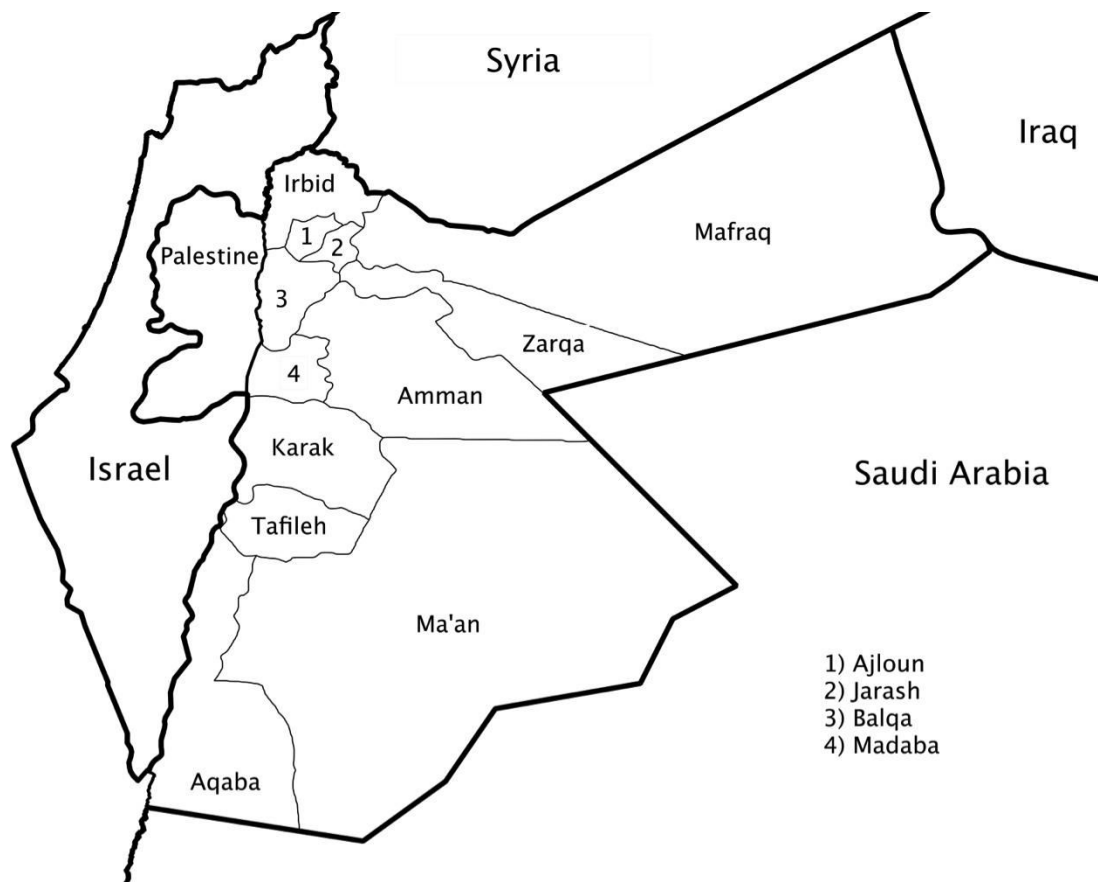 Syria
Iraq
Irbid
1
2
Mafraq
Palestine
3
Zarqa
4
Amman
Karak
Israel
Saudi Arabia
Tafileh
Ma'an
1) Ajloun
2) Jarash
3) Balqa
4) Madaba
Aqaba